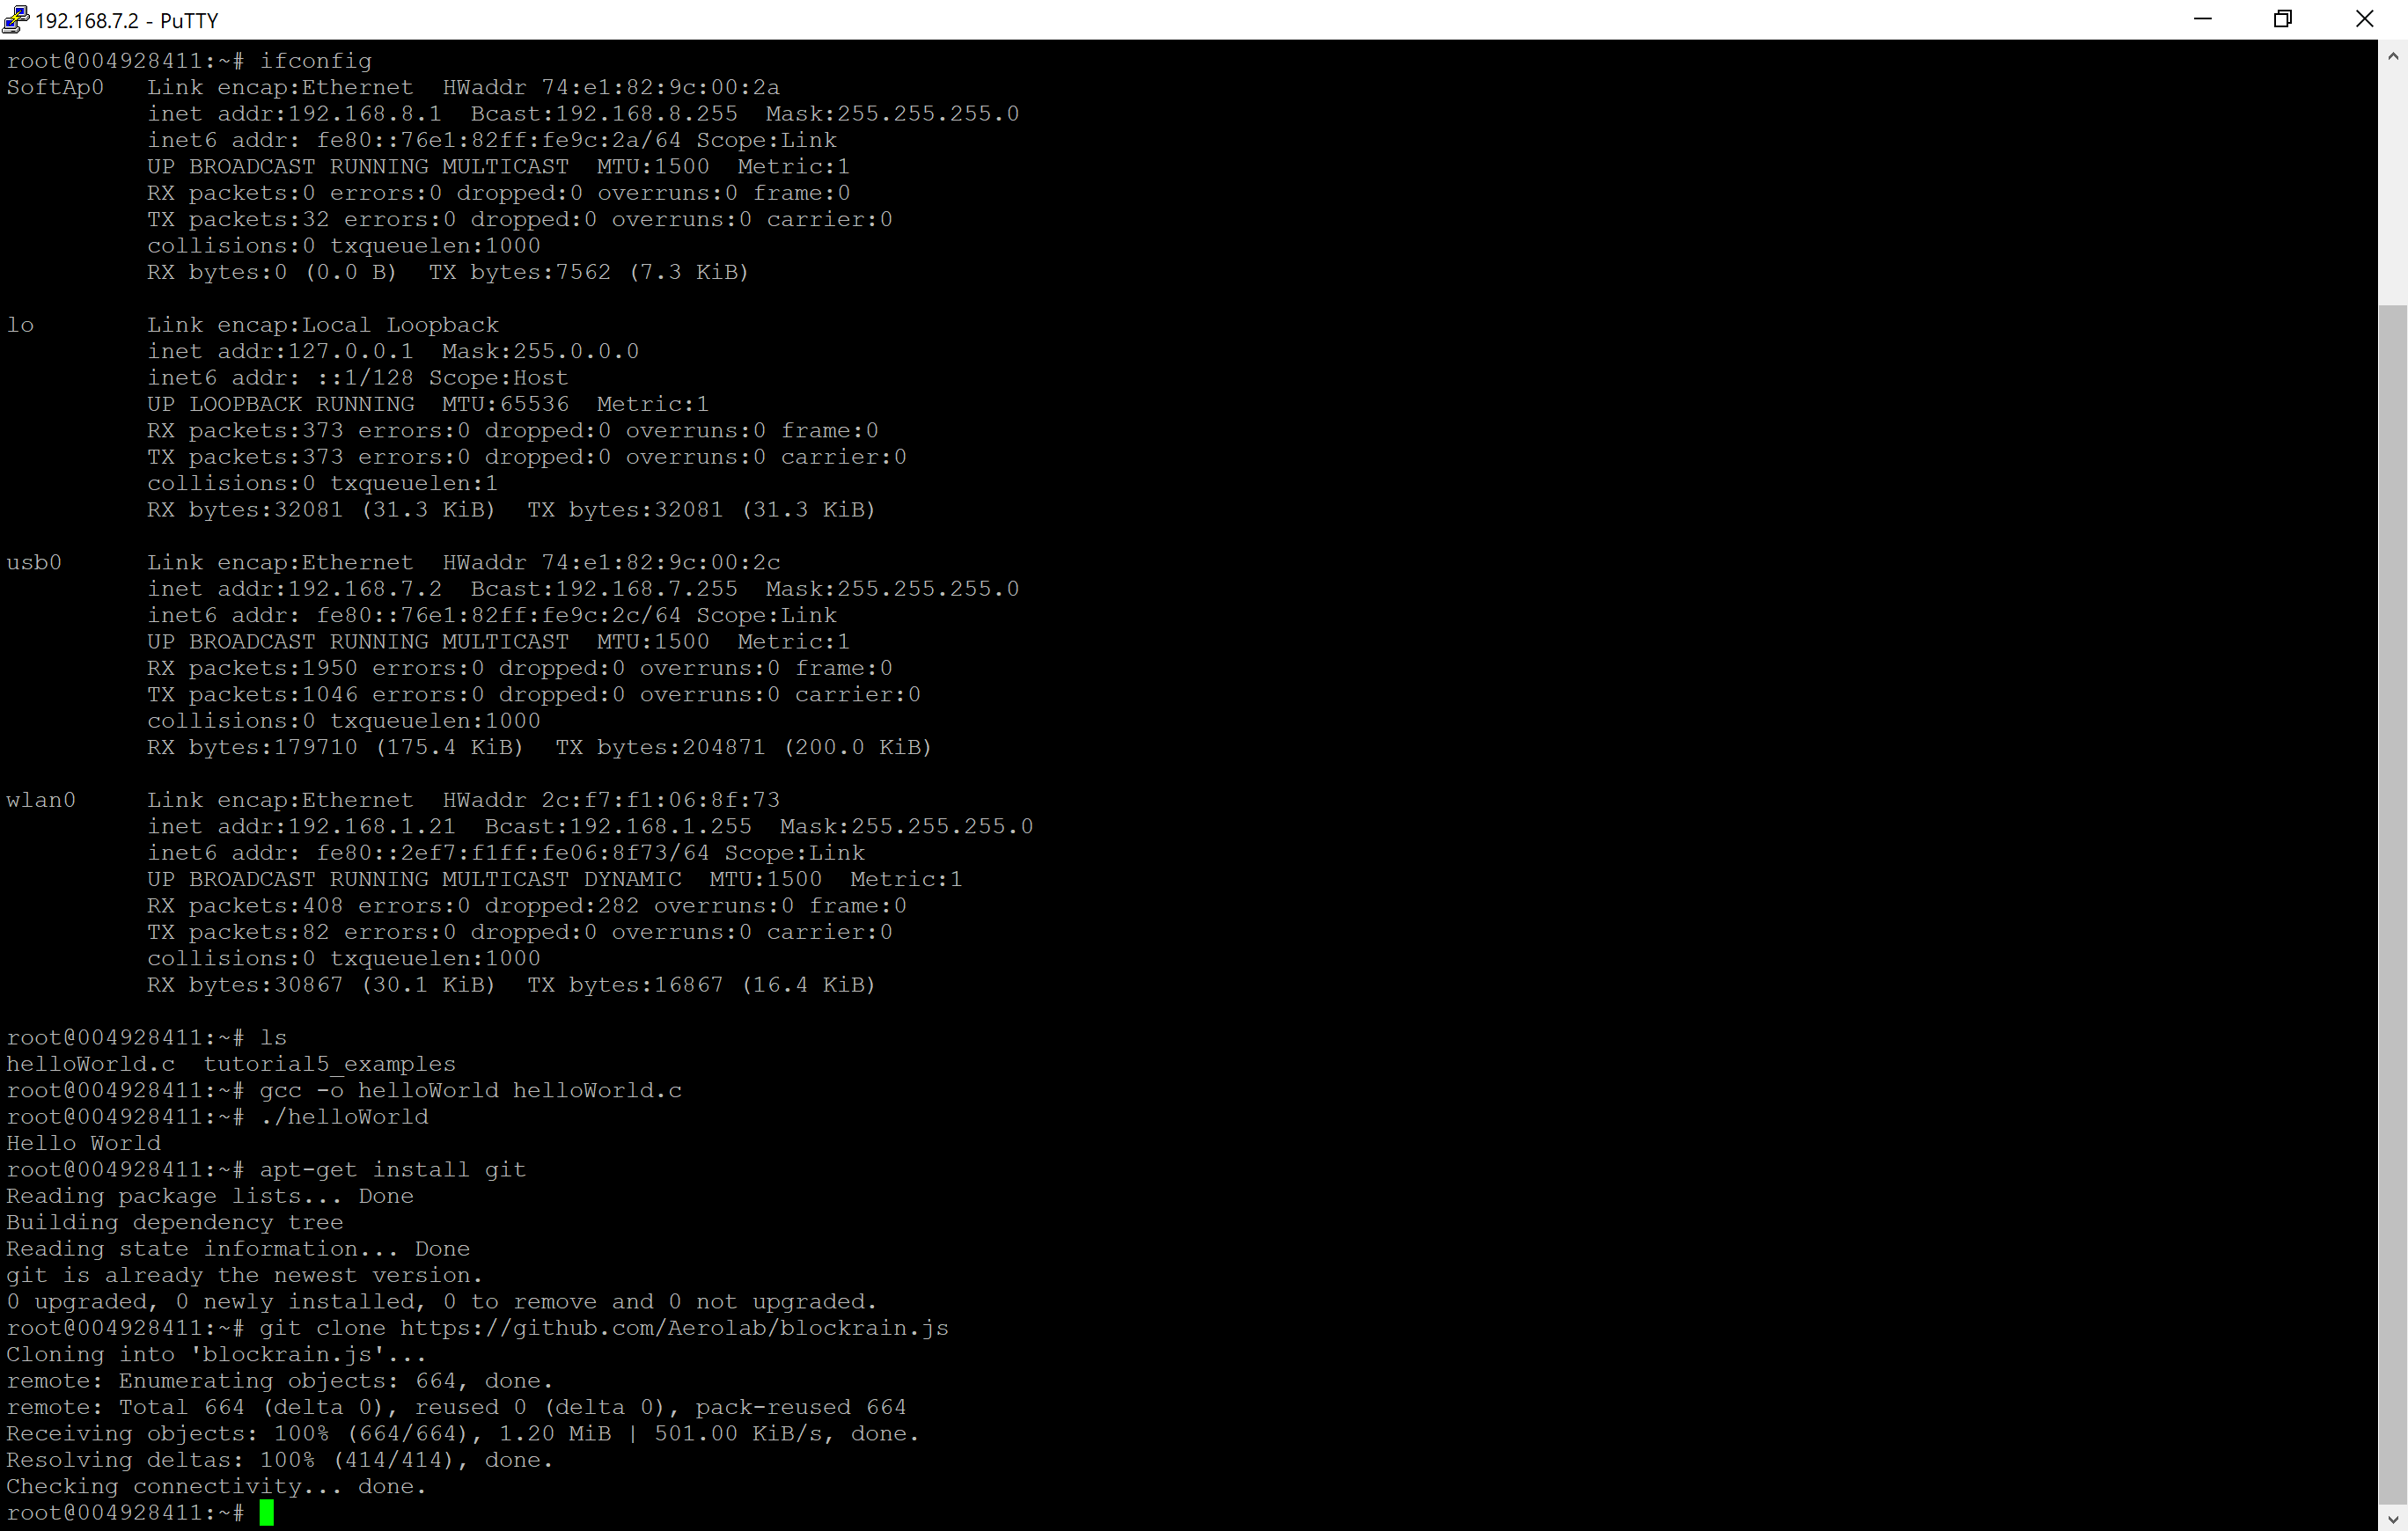 192.168.7.2 - PuTTY
root@004928411:~# ifconfig
SoftAp0   Link encap:Ethernet  HWaddr 74:e1:82:9c:00:2a
          inet addr:192.168.8.1  Bcast:192.168.8.255  Mask:255.255.255.0
          inet6 addr: fe80::76e1:82ff:fe9c:2a/64 Scope:Link
          UP BROADCAST RUNNING MULTICAST  MTU:1500  Metric:1
          RX packets:0 errors:0 dropped:0 overruns:0 frame:0
          TX packets:32 errors:0 dropped:0 overruns:0 carrier:0
          collisions:0 txqueuelen:1000
          RX bytes:0 (0.0 B)  TX bytes:7562 (7.3 KiB)

lo        Link encap:Local Loopback
          inet addr:127.0.0.1  Mask:255.0.0.0
          inet6 addr: ::1/128 Scope:Host
          UP LOOPBACK RUNNING  MTU:65536  Metric:1
          RX packets:373 errors:0 dropped:0 overruns:0 frame:0
          TX packets:373 errors:0 dropped:0 overruns:0 carrier:0
          collisions:0 txqueuelen:1
          RX bytes:32081 (31.3 KiB)  TX bytes:32081 (31.3 KiB)

usb0      Link encap:Ethernet  HWaddr 74:e1:82:9c:00:2c
          inet addr:192.168.7.2  Bcast:192.168.7.255  Mask:255.255.255.0
          inet6 addr: fe80::76e1:82ff:fe9c:2c/64 Scope:Link
          UP BROADCAST RUNNING MULTICAST  MTU:1500  Metric:1
          RX packets:1950 errors:0 dropped:0 overruns:0 frame:0
          TX packets:1046 errors:0 dropped:0 overruns:0 carrier:0
          collisions:0 txqueuelen:1000
          RX bytes:179710 (175.4 KiB)  TX bytes:204871 (200.0 KiB)

wlan0     Link encap:Ethernet  HWaddr 2c:f7:f1:06:8f:73
          inet addr:192.168.1.21  Bcast:192.168.1.255  Mask:255.255.255.0
          inet6 addr: fe80::2ef7:f1ff:fe06:8f73/64 Scope:Link
          UP BROADCAST RUNNING MULTICAST DYNAMIC  MTU:1500  Metric:1
          RX packets:408 errors:0 dropped:282 overruns:0 frame:0
          TX packets:82 errors:0 dropped:0 overruns:0 carrier:0
          collisions:0 txqueuelen:1000
          RX bytes:30867 (30.1 KiB)  TX bytes:16867 (16.4 KiB)

root@004928411:~# ls
helloWorld.c  tutorial5_examples
root@004928411:~# gcc -o helloWorld helloWorld.c
root@004928411:~# ./helloWorld
Hello World
root@004928411:~# apt-get install git
Reading package lists... Done
Building dependency tree
Reading state information... Done
git is already the newest version.
0 upgraded, 0 newly installed, 0 to remove and 0 not upgraded.
root@004928411:~# git clone https://github.com/Aerolab/blockrain.js
Cloning into 'blockrain.js'...
remote: Enumerating objects: 664, done.
remote: Total 664 (delta 0), reused 0 (delta 0), pack-reused 664
Receiving objects: 100% (664/664), 1.20 MiB | 501.00 KiB/s, done.
Resolving deltas: 100% (414/414), done.
Checking connectivity... done.
root@004928411:~#